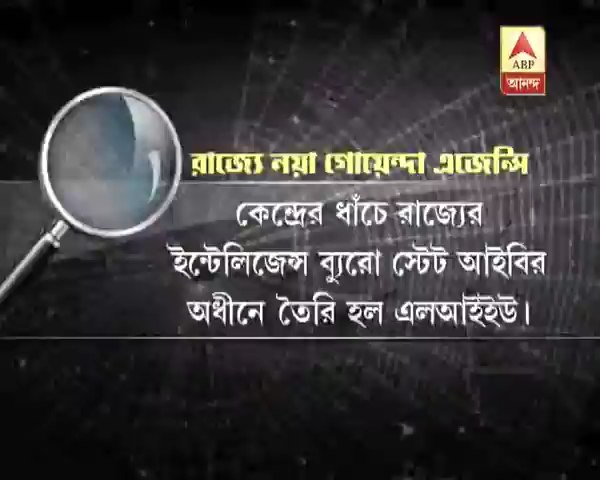 ABP
আনন্দ
রাজ্যে নয়া গোয়েন্দা এজেন্সি
কেন্দ্রের ধাঁচে রাজ্যের
ইন্টেলিজেন্স ব্যুরো স্টেট আইবির
অধীনে তৈরি হল এলআইইউ।